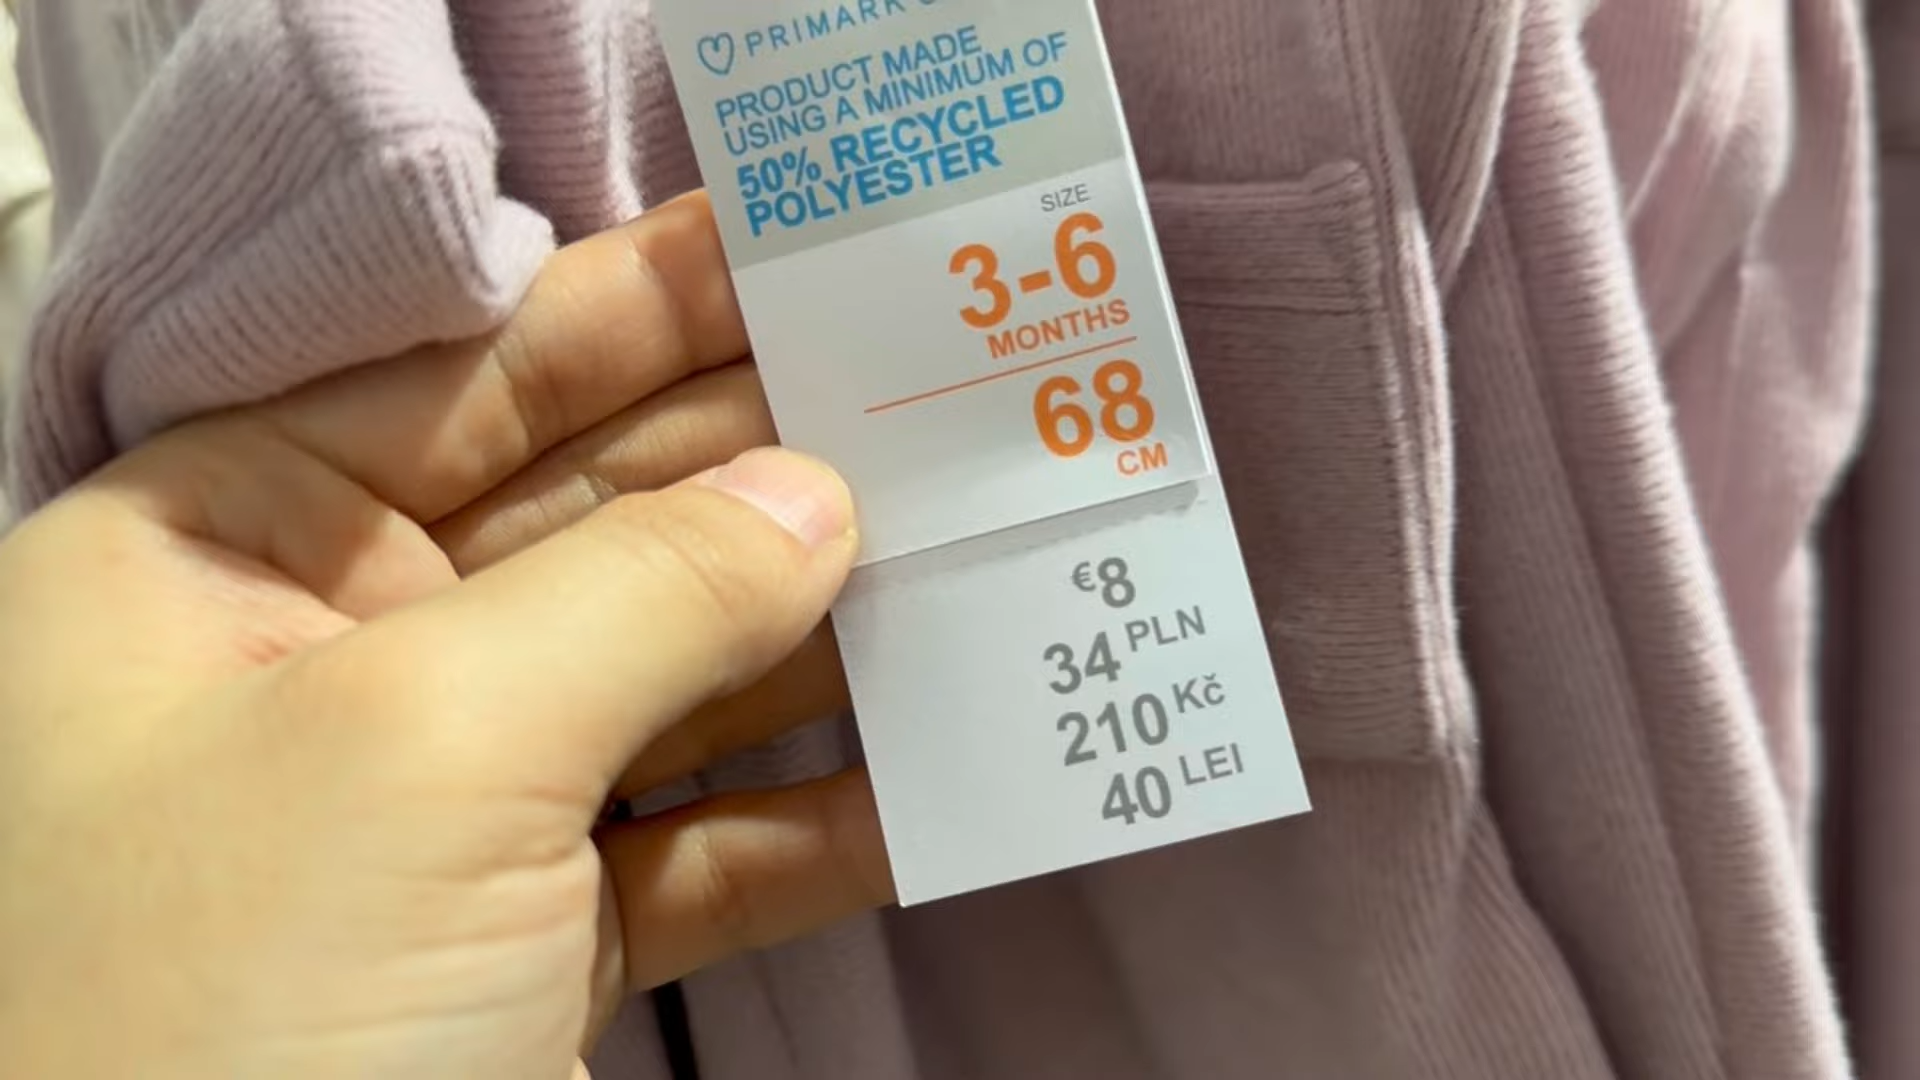 PRIMARK
PRODUCT MADE
USING A MINIMUM OF
50% RECYCLED
POLYESTER
SIZE
3-6
MONTHS
68
CM
€8
34 PLN
210 Kč
40 LEI